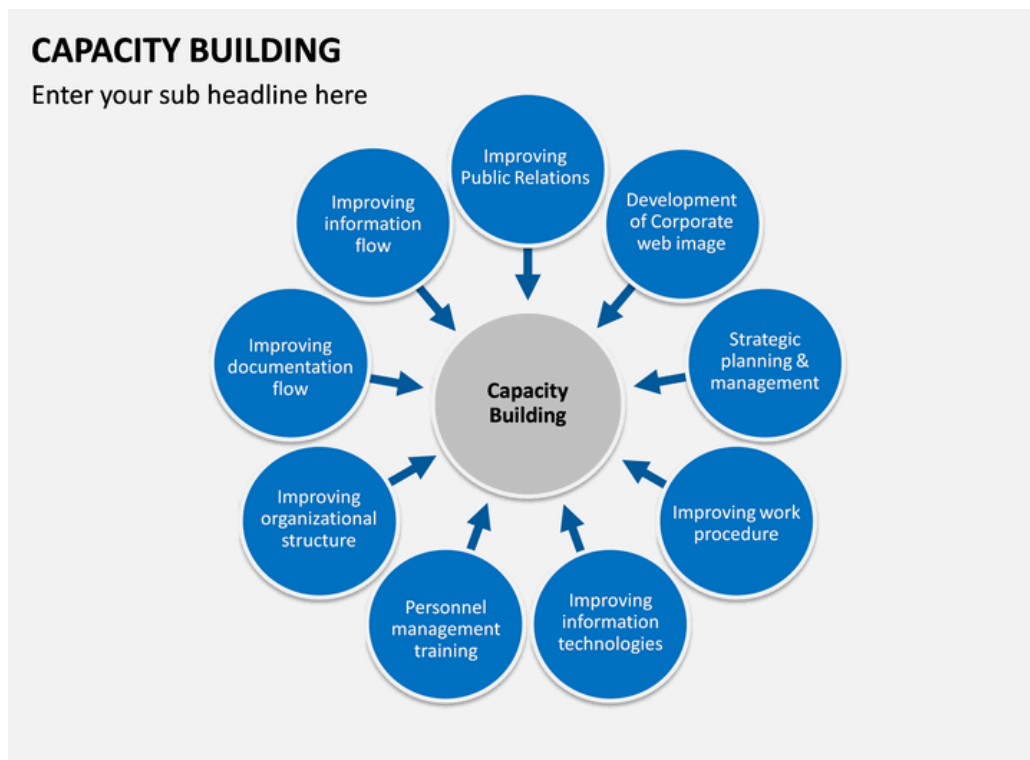 CAPACITY BUILDING
Enter your sub headline here
Improving
Public Relations
Development
of Corporate
web image
Strategic
planning &
management
Improving work
procedure
Improving
information
technologies
Personnel
management
training
Improving
organizational
structure
Improving
documentation
flow
Improving
information
flow
Capacity
Building